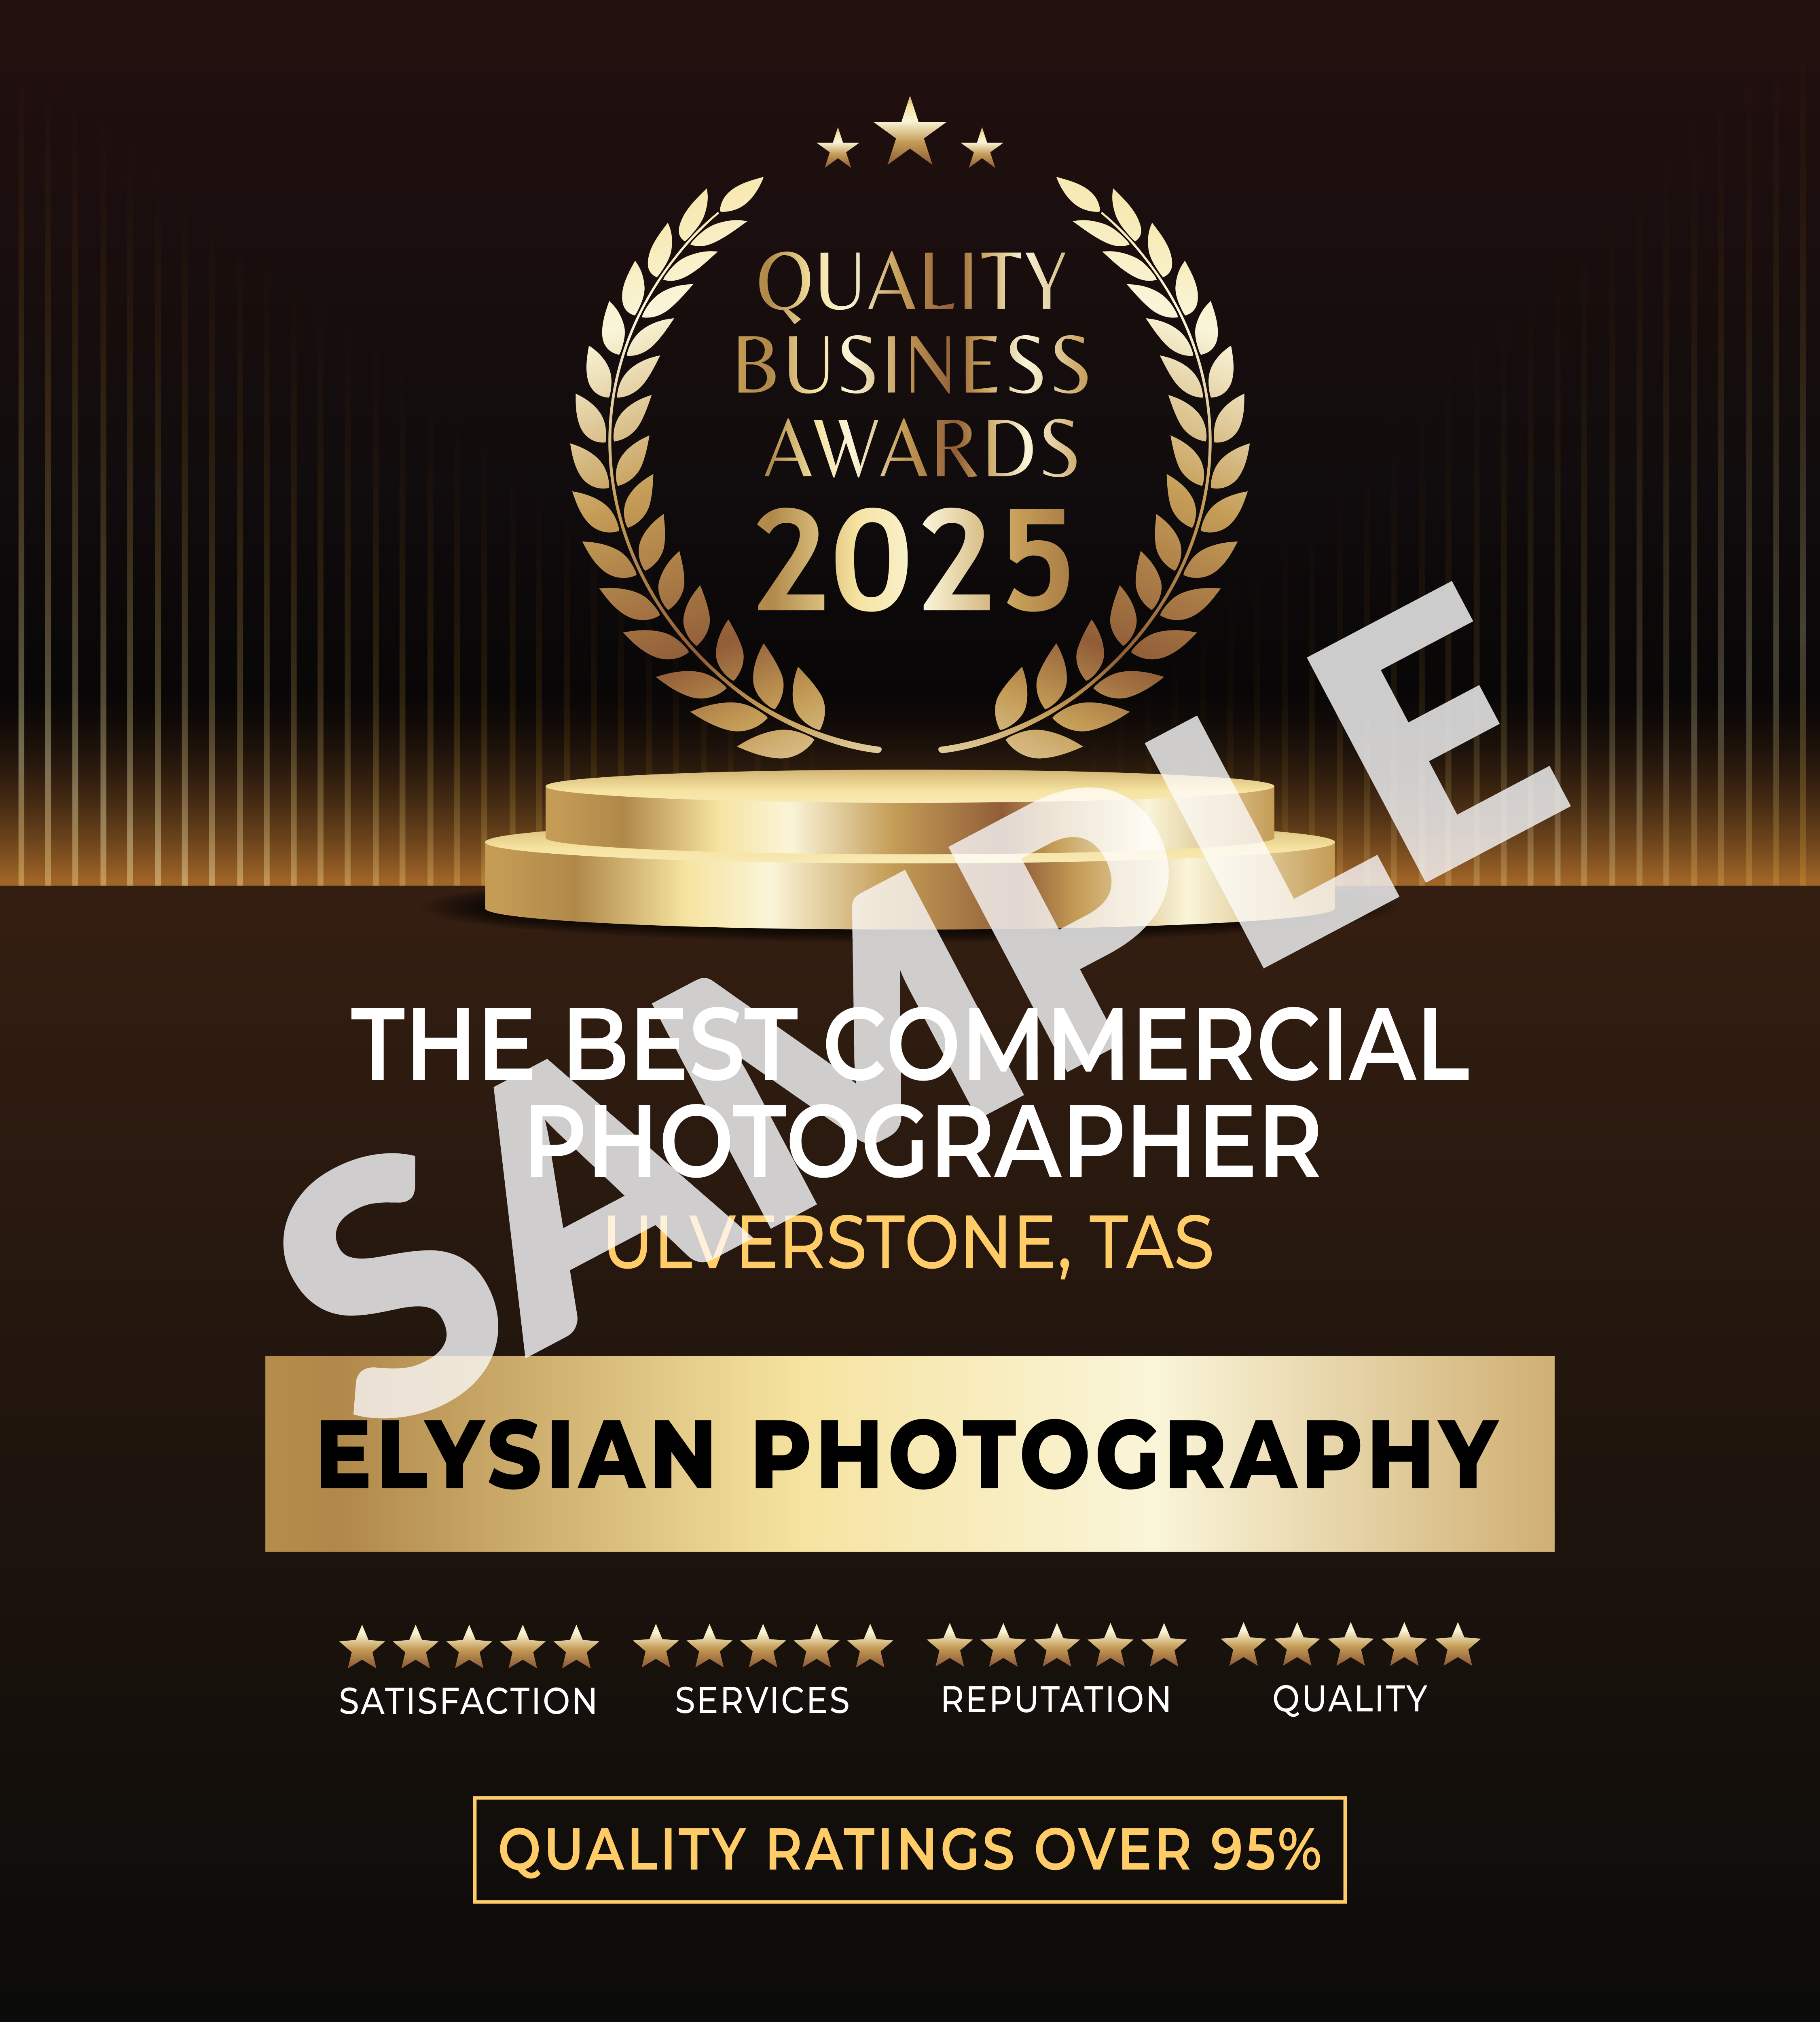 QUALITY
BUSINESS
AWARDS
2025
THE BEST COMMERCIAL
PHOTOGRAPHER
ULVERSTONE, TAS
SAMPLE
ELYSIAN PHOTOGRAPHY
SATISFACTION SERVICES REPUTATION QUALITY
QUALITY RATINGS OVER 95%